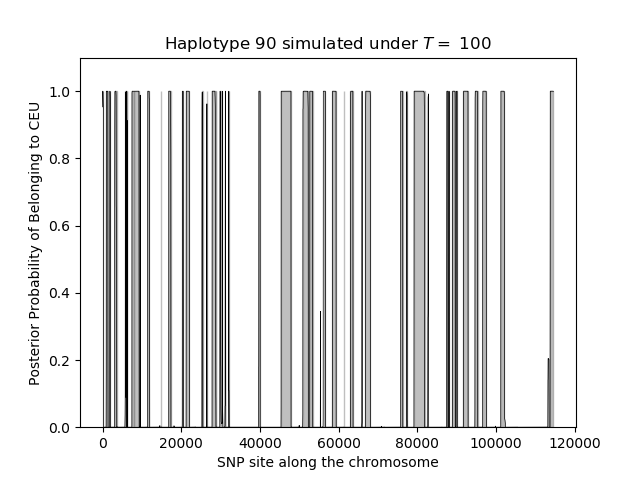 Haplotype 90 simulated under T = 100
Posterior Probability of Belonging to CEU
1.0
0.8
0.6
0.4
0.2
0.0
0 20000 40000 60000 80000 100000 120000
SNP site along the chromosome